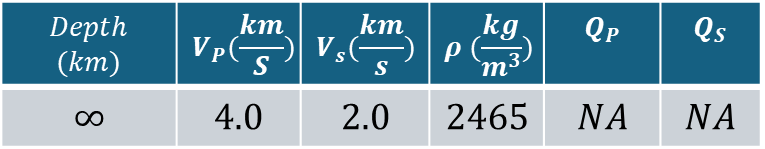 Depth (km) V_P(km/S) V_s(km/s) ρ (kg/m³) Q_P Q_S
∞ 4.0 2.0 2465 NA NA